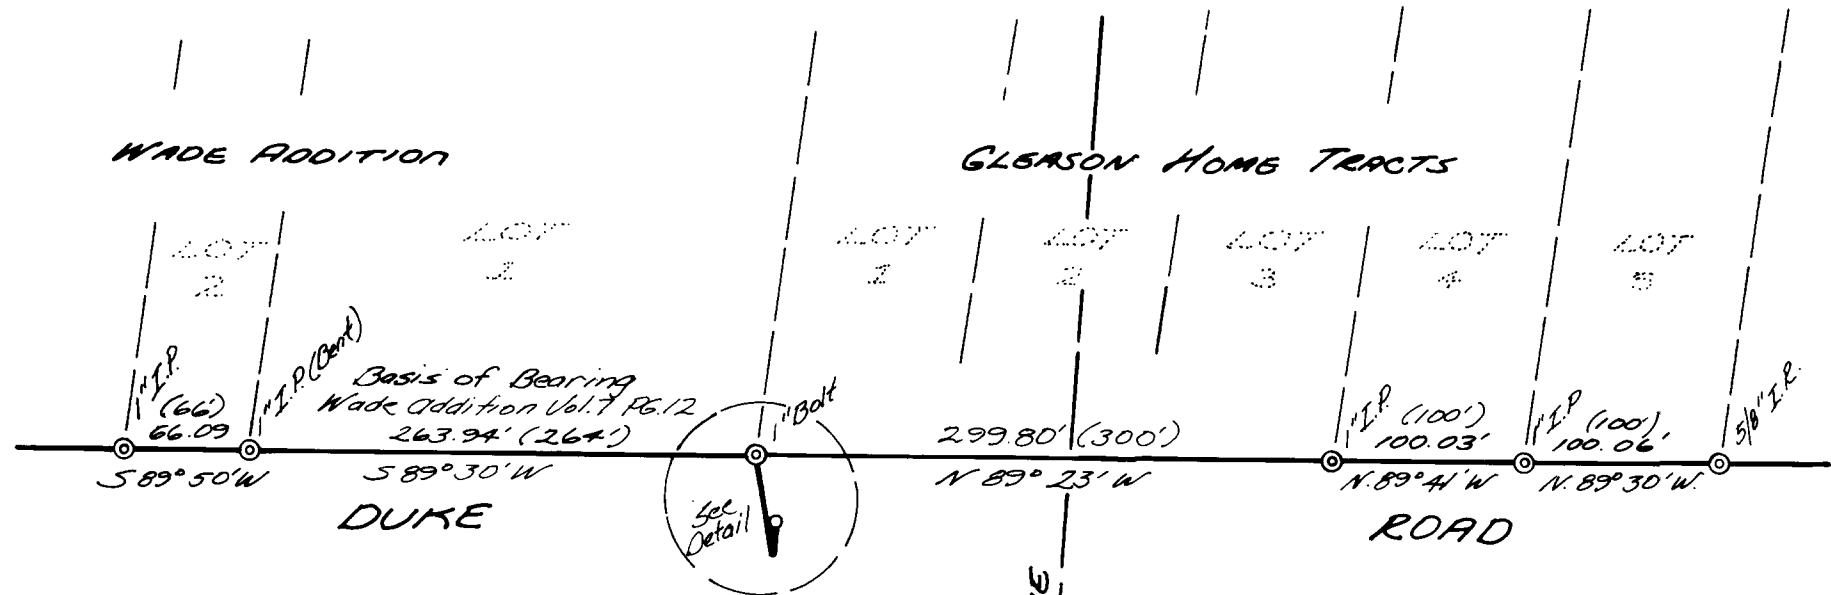 WADE ADDITION
GLEASON HOME TRACTS
LOT
2
LOT
1
LOT
1
LOT
2
LOT
3
LOT
4
LOT
5
1" I.P.
(66')
66.09
1" I.P. (Bent)
Basis of Bearing
Wade Addition Vol. 7 PG. 12
263.94' (264')
1" Bolt
299.80' (300')
1" I.P.
(100')
100.03'
1" I.P.
(100')
100.06'
5/8" I.R.
S 89° 50' W
S 89° 30' W
N 89° 23' W
N. 89° 41' W
N. 89° 30' W.
DUKE
ROAD
See
Detail